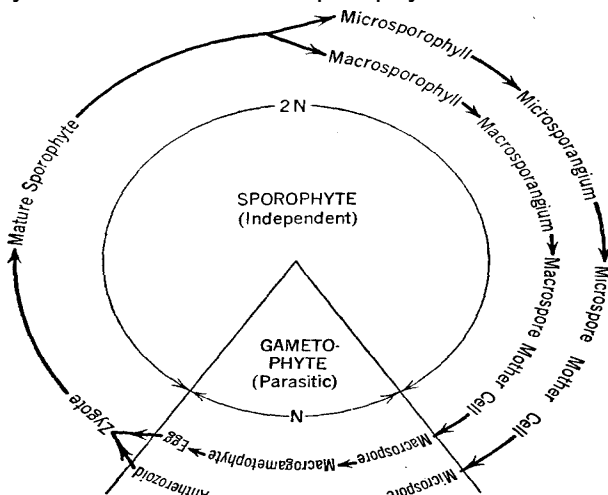 Microsporophyll
Macrosporophyll
Microsporangium
Macrosporangium
2N
Mature Sporophyte
SPOROPHYTE
(Independent)
Macrospore Mother Cell
Microspore Mother Cell
GAMETO-
PHYTE
(Parasitic)
N
Zygote
Egg
Macrogametophyte
Macrospore
Antherozoid
Microspore